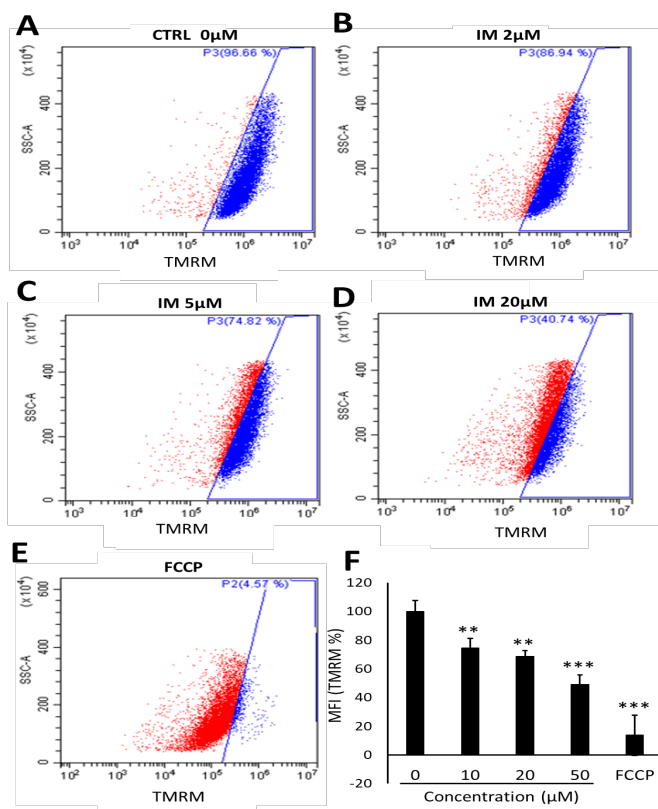 A
CTRL 0µM
P3(96.66 %)
(x10⁴)
SSC-A
400
200
0
10³ 10⁴ 10⁵ 10⁶ 10⁷
TMRM
B
IM 2µM
P3(86.94 %)
(x10⁴)
SSC-A
400
200
0
10³ 10⁴ 10⁵ 10⁶ 10⁷
TMRM
C
IM 5µM
P3(74.82 %)
(x10⁴)
SSC-A
400
200
0
10³ 10⁴ 10⁵ 10⁶ 10⁷
TMRM
D
IM 20µM
P3(40.74 %)
(x10⁴)
SSC-A
400
200
0
10³ 10⁴ 10⁵ 10⁶ 10⁷
TMRM
E
FCCP
P2(4.57 %)
(x10⁴)
SSC-A
600
400
200
0
10² 10³ 10⁴ 10⁵ 10⁶ 10⁷
TMRM
F
MFI (TMRM %)
120
100
80
60
40
20
0
-20
** ** *** ***
0 10 20 50 FCCP
Concentration (µM)